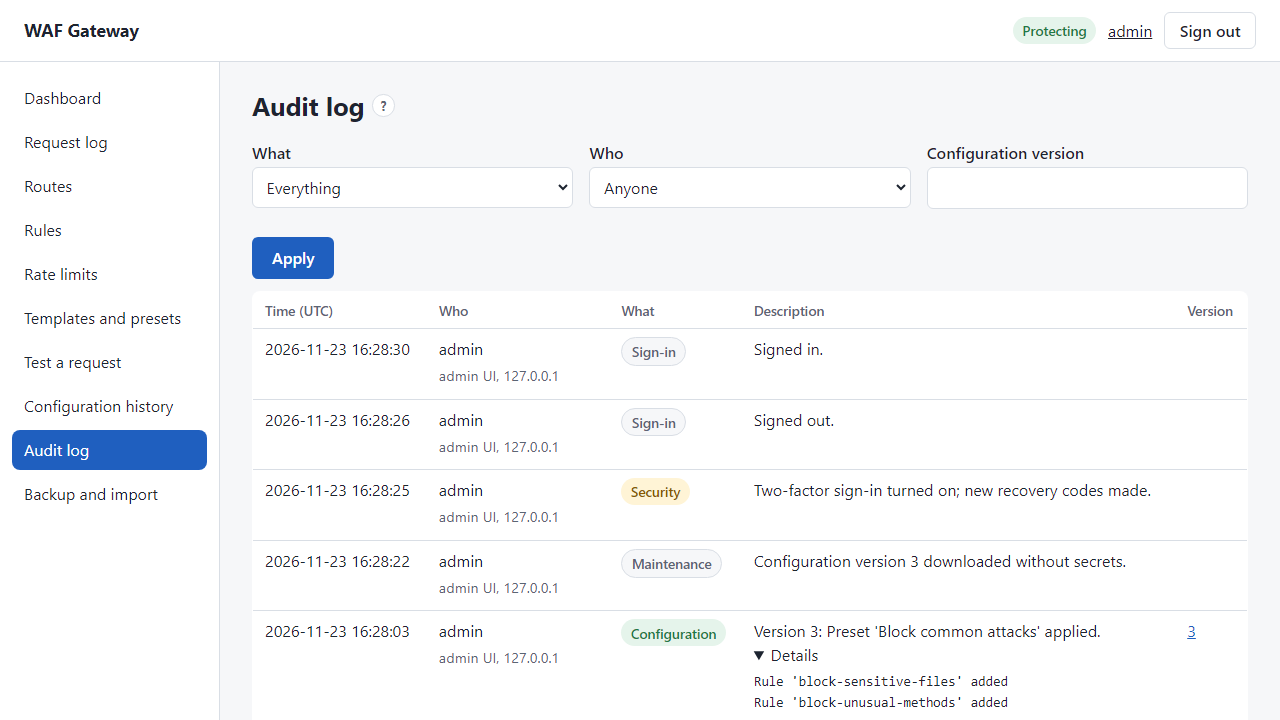 WAF Gateway
Protecting
admin
Sign out
Dashboard
Request log
Routes
Rules
Rate limits
Templates and presets
Test a request
Configuration history
Audit log
Backup and import
Audit log ?
What
Who
Configuration version
Everything
Anyone
Apply
Time (UTC) Who What Description Version
2026-11-23 16:28:30 admin Sign-in Signed in.
admin UI, 127.0.0.1
2026-11-23 16:28:26 admin Sign-in Signed out.
admin UI, 127.0.0.1
2026-11-23 16:28:25 admin Security Two-factor sign-in turned on; new recovery codes made.
admin UI, 127.0.0.1
2026-11-23 16:28:22 admin Maintenance Configuration version 3 downloaded without secrets.
admin UI, 127.0.0.1
2026-11-23 16:28:03 admin Configuration Version 3: Preset 'Block common attacks' applied. 3
admin UI, 127.0.0.1 ▼ Details
Rule 'block-sensitive-files' added
Rule 'block-unusual-methods' added